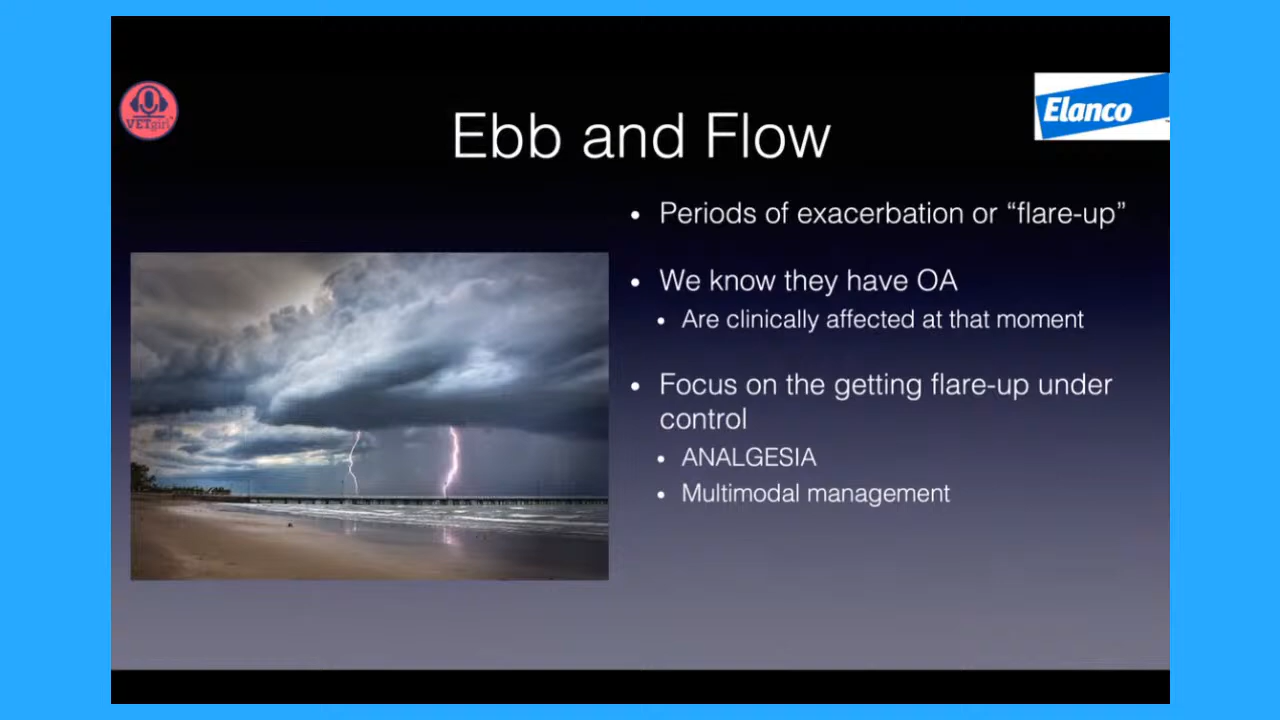 VETgirl
Elanco
Ebb and Flow
• Periods of exacerbation or “flare-up”
• We know they have OA
• Are clinically affected at that moment
• Focus on the getting flare-up under
control
• ANALGESIA
• Multimodal management